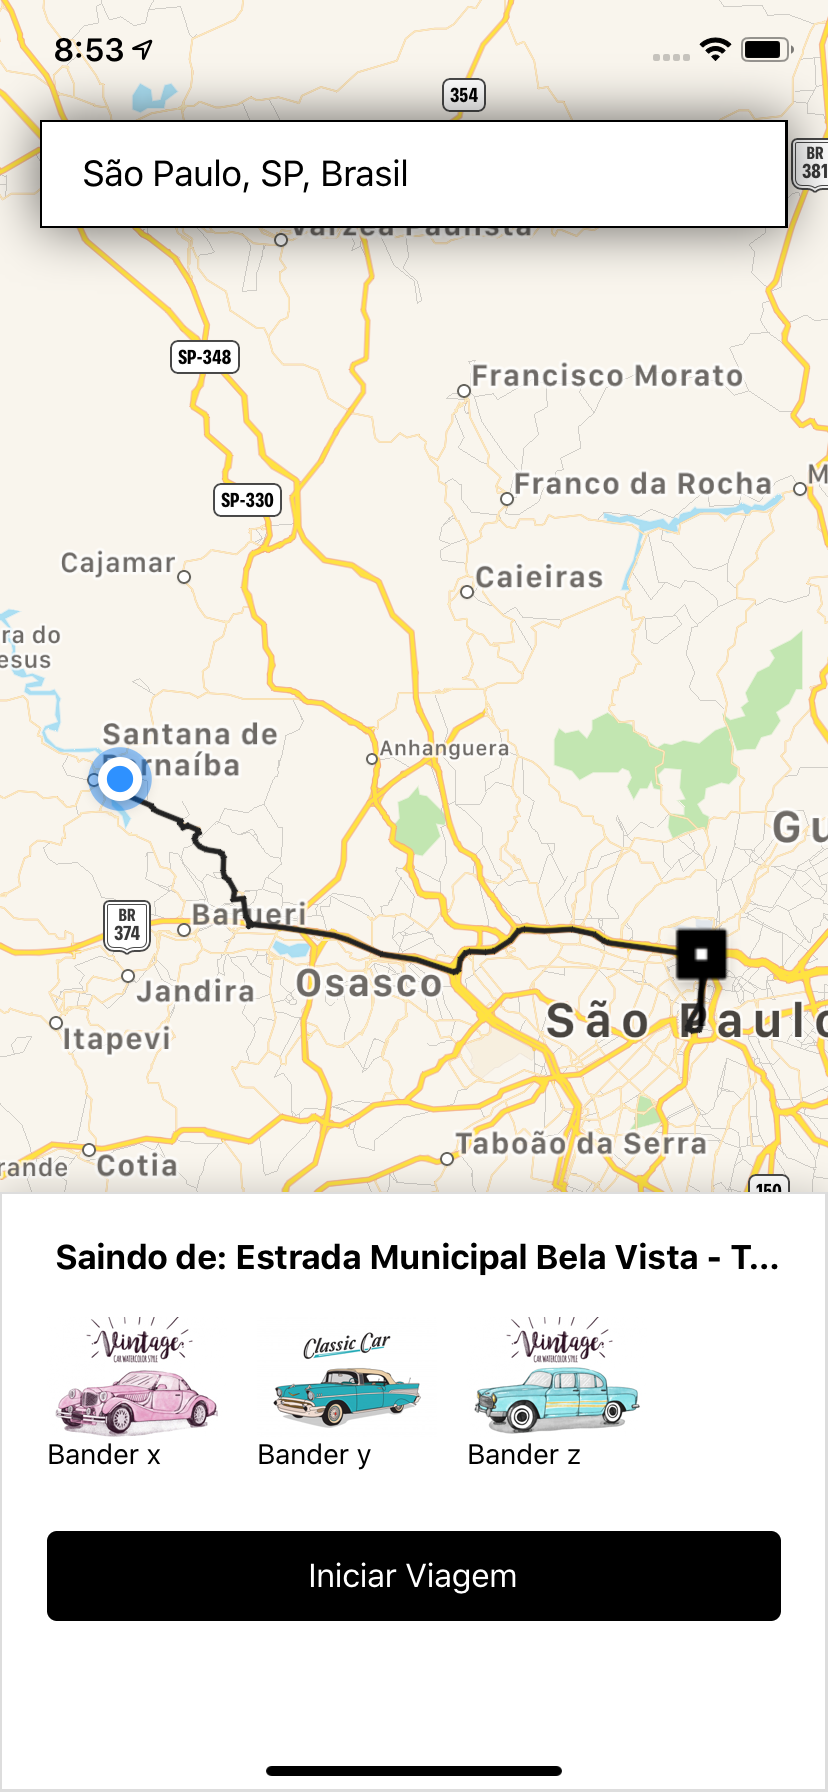 8:53
354
BR
381
São Paulo, SP, Brasil
Várzea Paulista
SP-348
Francisco Morato
Franco da Rocha
M
SP-330
Cajamar
Caieiras
ra do
esus
Santana de
Parnaíba
Anhanguera
Gu
BR
374
Barueri
Osasco
Jandira
São Paulo
Itapevi
Taboão da Serra
rande
Cotia
150
Saindo de: Estrada Municipal Bela Vista - T...
Vintage
CAR WATERCOLOR STYLE
Classic Car
Vintage
CAR WATERCOLOR STYLE
Bander x
Bander y
Bander z
Iniciar Viagem